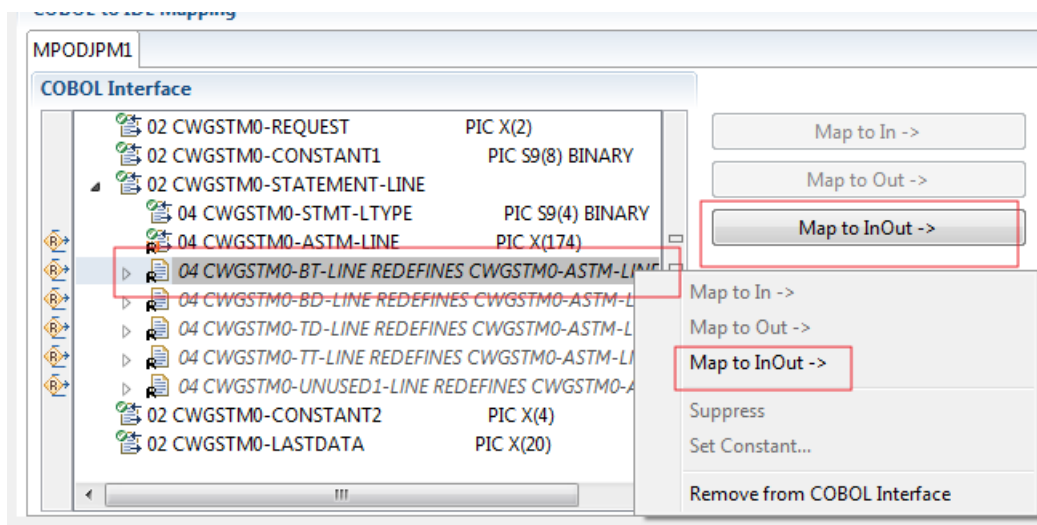 COBOL to IDL Mapping
MPODJPM1
COBOL Interface
02 CWGSTM0-REQUEST PIC X(2)
02 CWGSTM0-CONSTANT1 PIC S9(8) BINARY
02 CWGSTM0-STATEMENT-LINE
04 CWGSTM0-STMT-LTYPE PIC S9(4) BINARY
04 CWGSTM0-ASTM-LINE PIC X(174)
04 CWGSTM0-BT-LINE REDEFINES CWGSTM0-ASTM-LINE
04 CWGSTM0-BD-LINE REDEFINES CWGSTM0-ASTM-L
04 CWGSTM0-TD-LINE REDEFINES CWGSTM0-ASTM-L
04 CWGSTM0-TT-LINE REDEFINES CWGSTM0-ASTM-LI
04 CWGSTM0-UNUSED1-LINE REDEFINES CWGSTM0-A
02 CWGSTM0-CONSTANT2 PIC X(4)
02 CWGSTM0-LASTDATA PIC X(20)
Map to In ->
Map to Out ->
Map to InOut ->
Map to In ->
Map to Out ->
Map to InOut ->
Suppress
Set Constant...
Remove from COBOL Interface